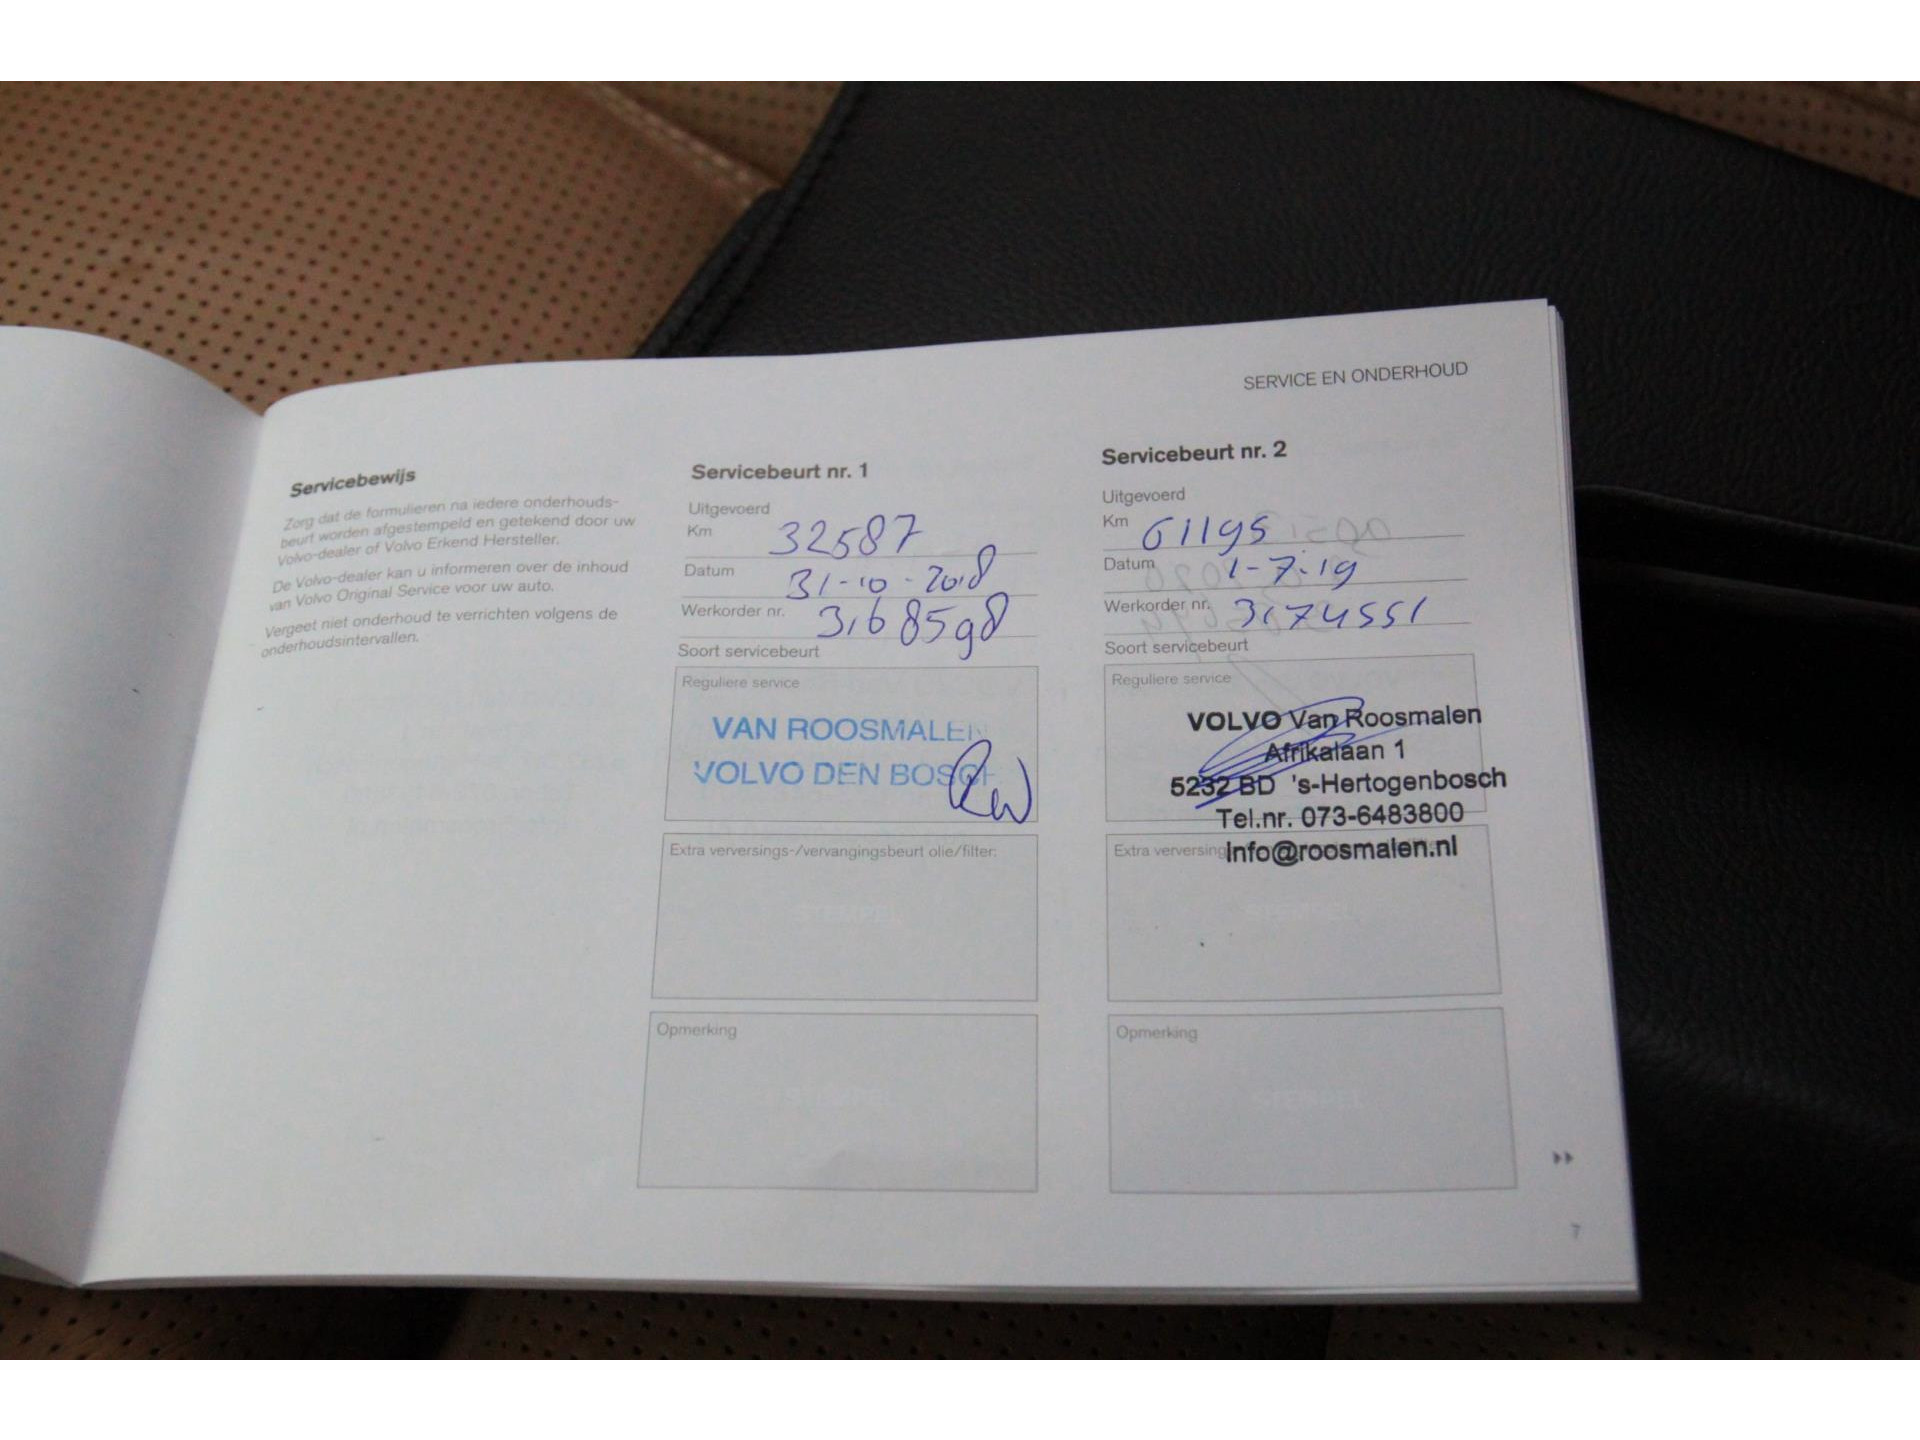 SERVICE EN ONDERHOUD
Servicebewijs
Zorg dat de formulieren na iedere onderhouds-
beurt worden afgestempeld en getekend door uw
Volvo-dealer of Volvo Erkend Hersteller.
De Volvo-dealer kan u informeren over de inhoud
van Volvo Original Service voor uw auto.
Vergeet niet onderhoud te verrichten volgens de
onderhoudsintervallen.
Servicebeurt nr. 1
Uitgevoerd
Km 32587
Datum 31-10-2018
Werkorder nr. 3168598
Soort servicebeurt
Reguliere service
VAN ROOSMALEN
VOLVO DEN BOSCH
Extra verversings-/vervangingsbeurt olie/filter:
STEMPEL
Opmerking
STEMPEL
Servicebeurt nr. 2
Uitgevoerd
Km 61195
Datum 1-7-19
Werkorder nr. 3174551
Soort servicebeurt
Reguliere service
VOLVO Van Roosmalen
Afrikalaan 1
5232 BD 's-Hertogenbosch
Tel.nr. 073-6483800
Extra verversing info@roosmalen.nl
STEMPEL
Opmerking
STEMPEL
7